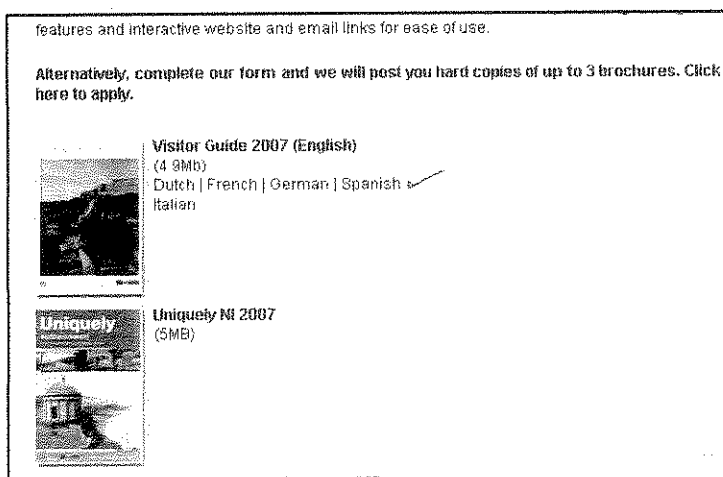 features and interactive website and email links for ease of use.
Alternatively, complete our form and we will post you hard copies of up to 3 brochures. Click
here to apply.
Visitor Guide 2007 (English)
(4.9Mb)
Dutch | French | German | Spanish
Italian
Uniquely
Uniquely NI 2007
(5MB)